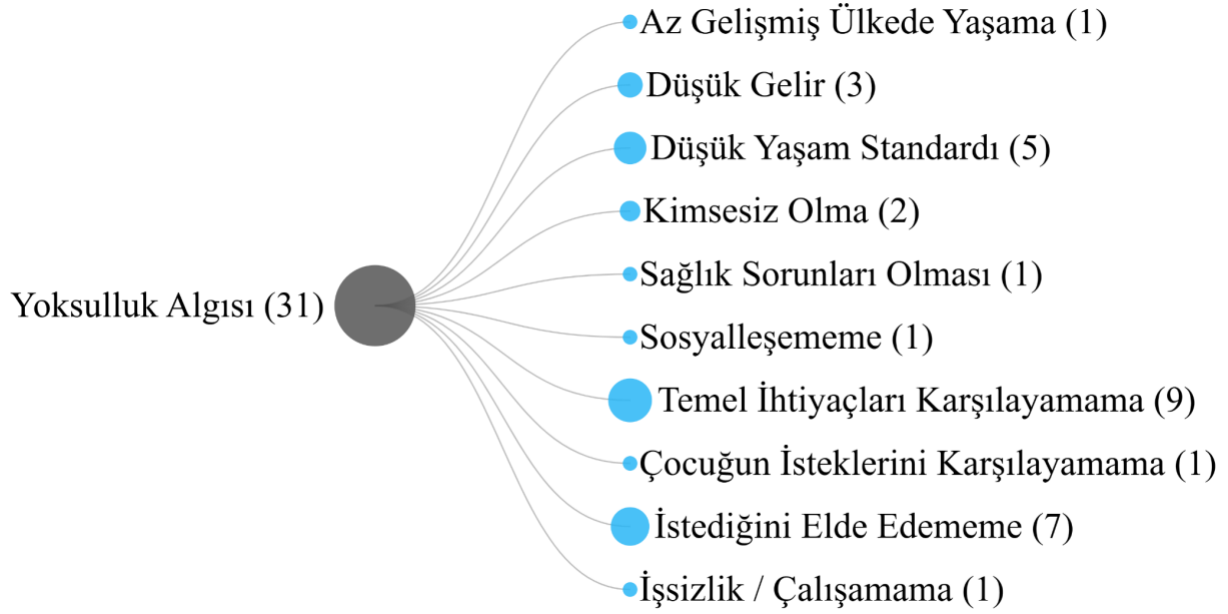 Az Gelişmiş Ülkede Yaşama (1)
Düşük Gelir (3)
Düşük Yaşam Standardı (5)
Kimsesiz Olma (2)
Sağlık Sorunları Olması (1)
Yoksulluk Algısı (31)
Sosyalleşememe (1)
Temel İhtiyaçları Karşılayamama (9)
Çocuğun İsteklerini Karşılayamama (1)
İstediğini Elde Edememe (7)
İşsizlik / Çalışamama (1)